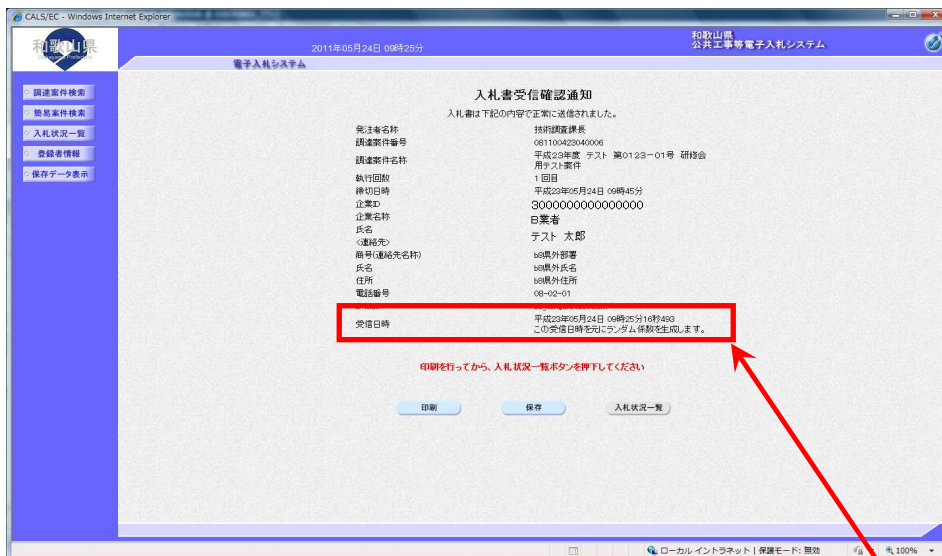 CALS/EC - Windows Internet Explorer
和歌山県
Wakayama Prefecture
2011年05月24日 09時25分
和歌山県
公共工事等電子入札システム
電子入札システム
調達案件検索
簡易案件検索
入札状況一覧
登録者情報
保存データ表示
入札書受信確認通知
入札書は下記の内容で正常に送信されました。
発注者名称 技術調査課長
調達案件番号 081100423040006
調達案件名称 平成23年度 テスト 第0123-01号 研修会
用テスト案件
執行回数 1回目
締切日時 平成23年05月24日 09時45分
企業ID 3000000000000000
企業名称 B業者
氏名 テスト 太郎
<連絡先>
商号(連絡先名称) b8県外部署
氏名 b8県外氏名
住所 b8県外住所
電話番号 08-02-01
受信日時 平成23年05月24日 09時25分16秒493
この受信日時を元にランダム係数を生成します。
印刷を行ってから、入札状況一覧ボタンを押下してください
印刷 保存 入札状況一覧
ローカル イントラネット | 保護モード: 無効 100%